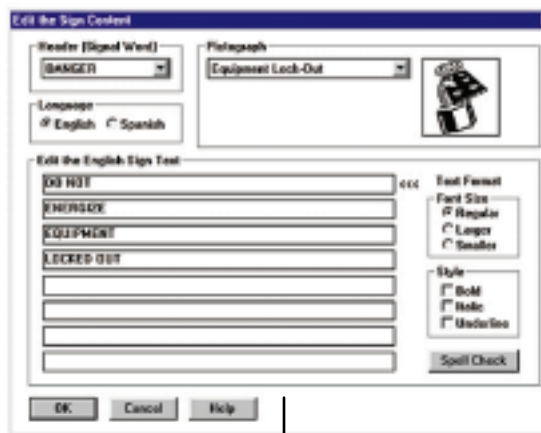 Edit the Sign Content
Header (Signal Word)
DANGER
Pictograph
Equipment Lock-Out
Language
English Spanish
Edit the English Sign Text
DO NOT <<<
ENERGIZE
EQUIPMENT
LOCKED OUT
Text Format
Font Size
Regular
Larger
Smaller
Style
Bold
Italic
Underline
Spell Check
OK Cancel Help